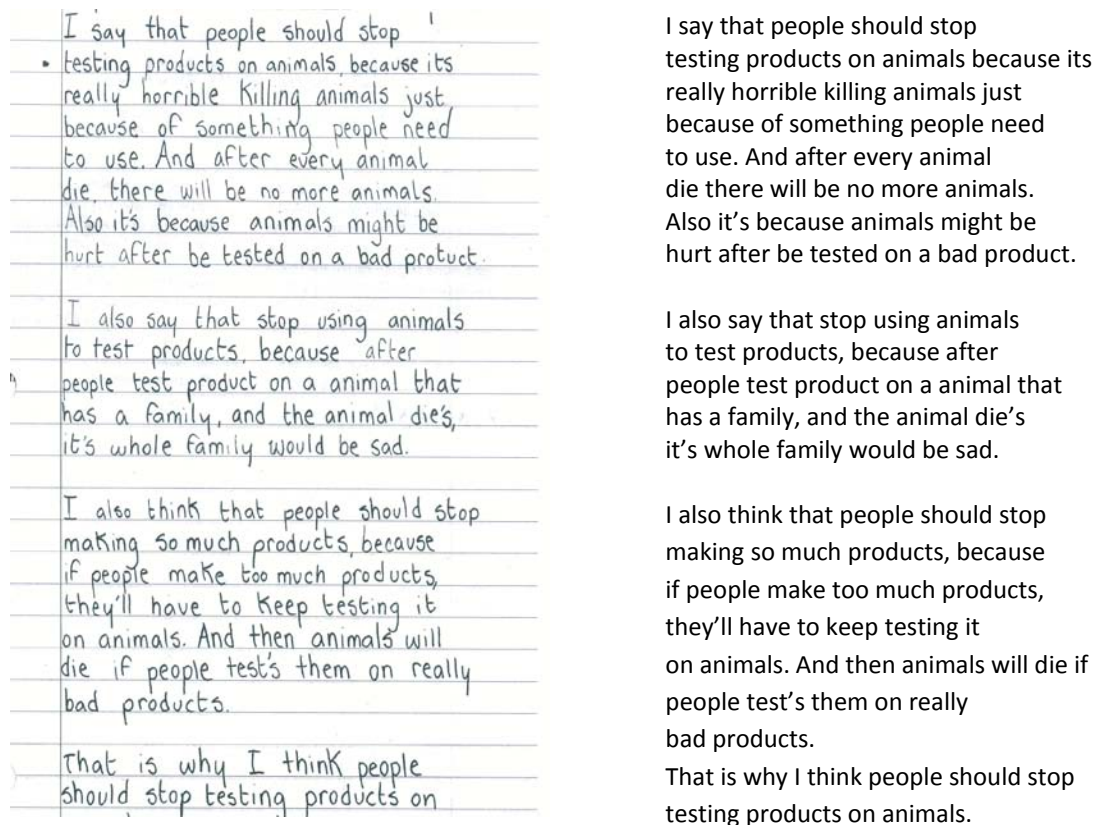 I say that people should stop
testing products on animals, because its
really horrible killing animals just
because of something people need
to use. And after every animal
die, there will be no more animals.
Also it's because animals might be
hurt after be tested on a bad protuct.
I also say that stop using animals
to test products, because after
people test product on a animal that
has a family, and the animal die's,
it's whole family would be sad.
I also think that people should stop
making so much products, because
if people make too much products,
they'll have to keep testing it
on animals. And then animals will
die if people test's them on really
bad products.
That is why I think people
should stop testing products on
I say that people should stop
testing products on animals because its
really horrible killing animals just
because of something people need
to use. And after every animal
die there will be no more animals.
Also it’s because animals might be
hurt after be tested on a bad product.
I also say that stop using animals
to test products, because after
people test product on a animal that
has a family, and the animal die’s
it’s whole family would be sad.
I also think that people should stop
making so much products, because
if people make too much products,
they’ll have to keep testing it
on animals. And then animals will die if
people test’s them on really
bad products.
That is why I think people should stop
testing products on animals.